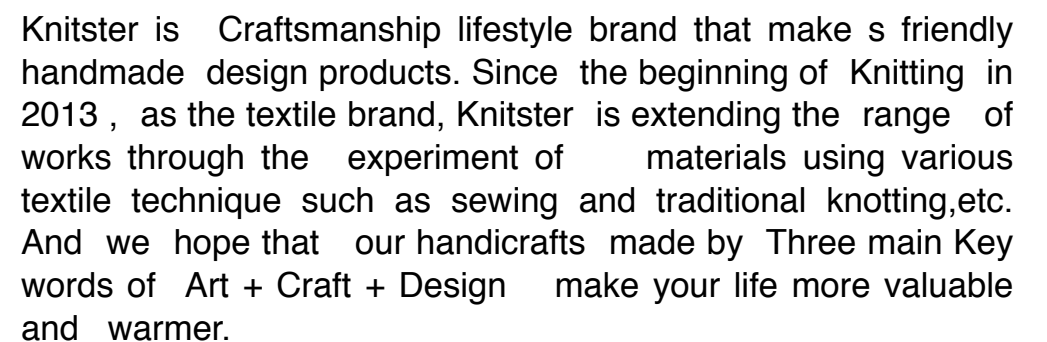 Knitster is Craftsmanship lifestyle brand that make s friendly
handmade design products. Since the beginning of Knitting in
2013 , as the textile brand, Knitster is extending the range of
works through the experiment of materials using various
textile technique such as sewing and traditional knotting,etc.
And we hope that our handicrafts made by Three main Key
words of Art + Craft + Design make your life more valuable
and warmer.